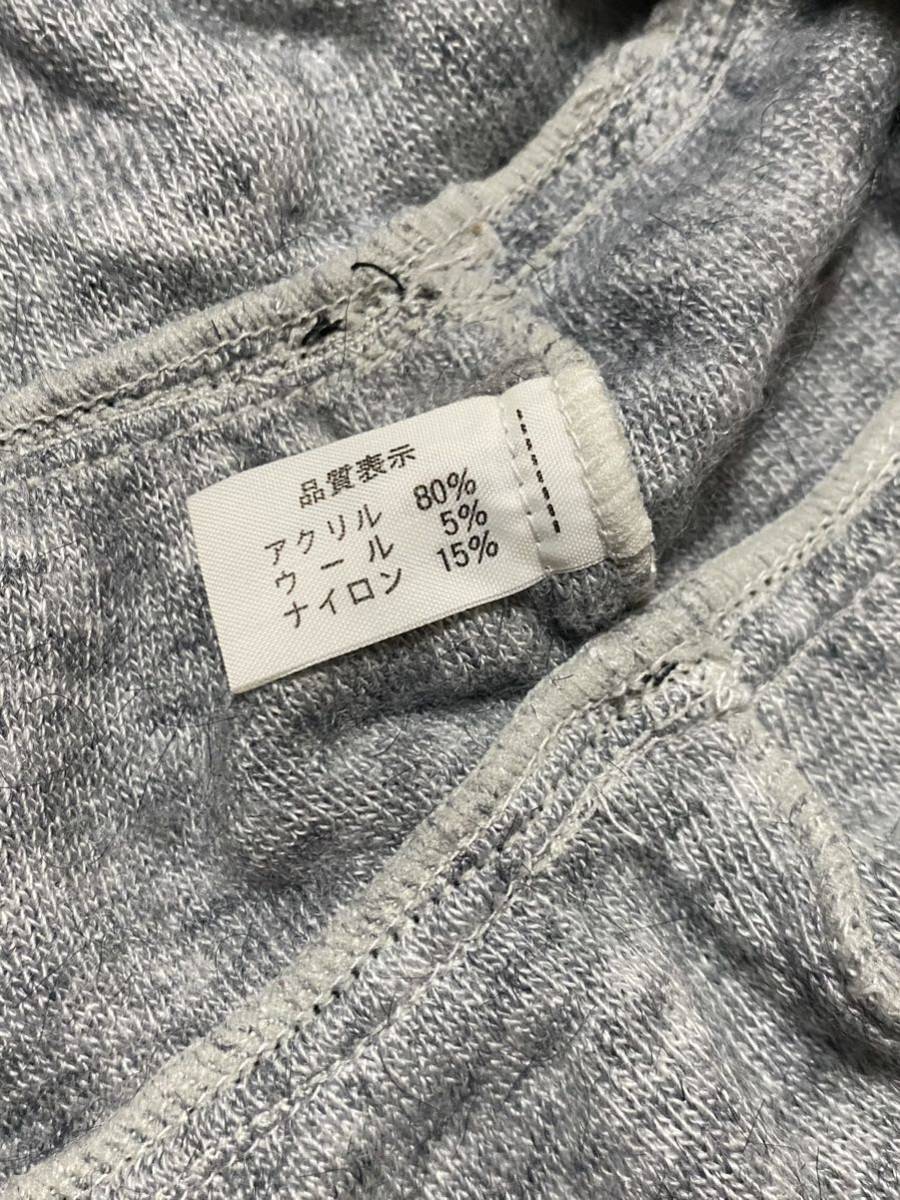 品質表示
アクリル 80%
ウール 5%
ナイロン 15%